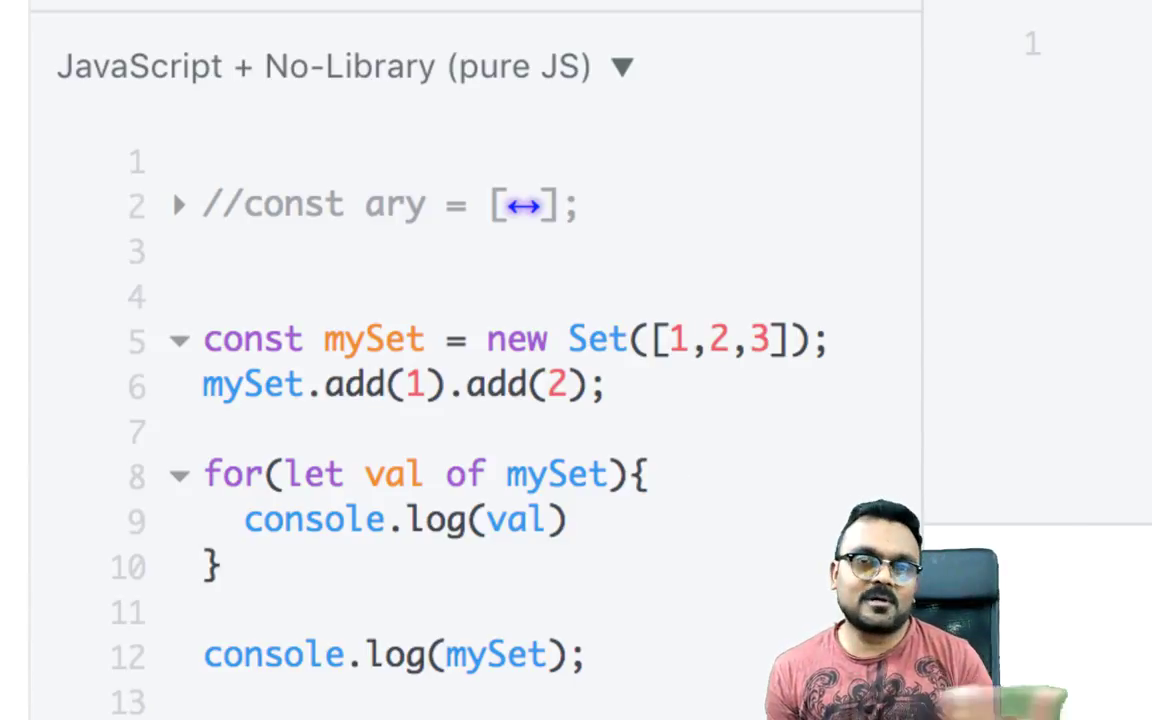 JavaScript + No-Library (pure JS) ▼
1
1
2 //const ary = [↔];
3
4
5 const mySet = new Set([1,2,3]);
6 mySet.add(1).add(2);
7
8 for(let val of mySet){
9 console.log(val)
10 }
11
12 console.log(mySet);
13